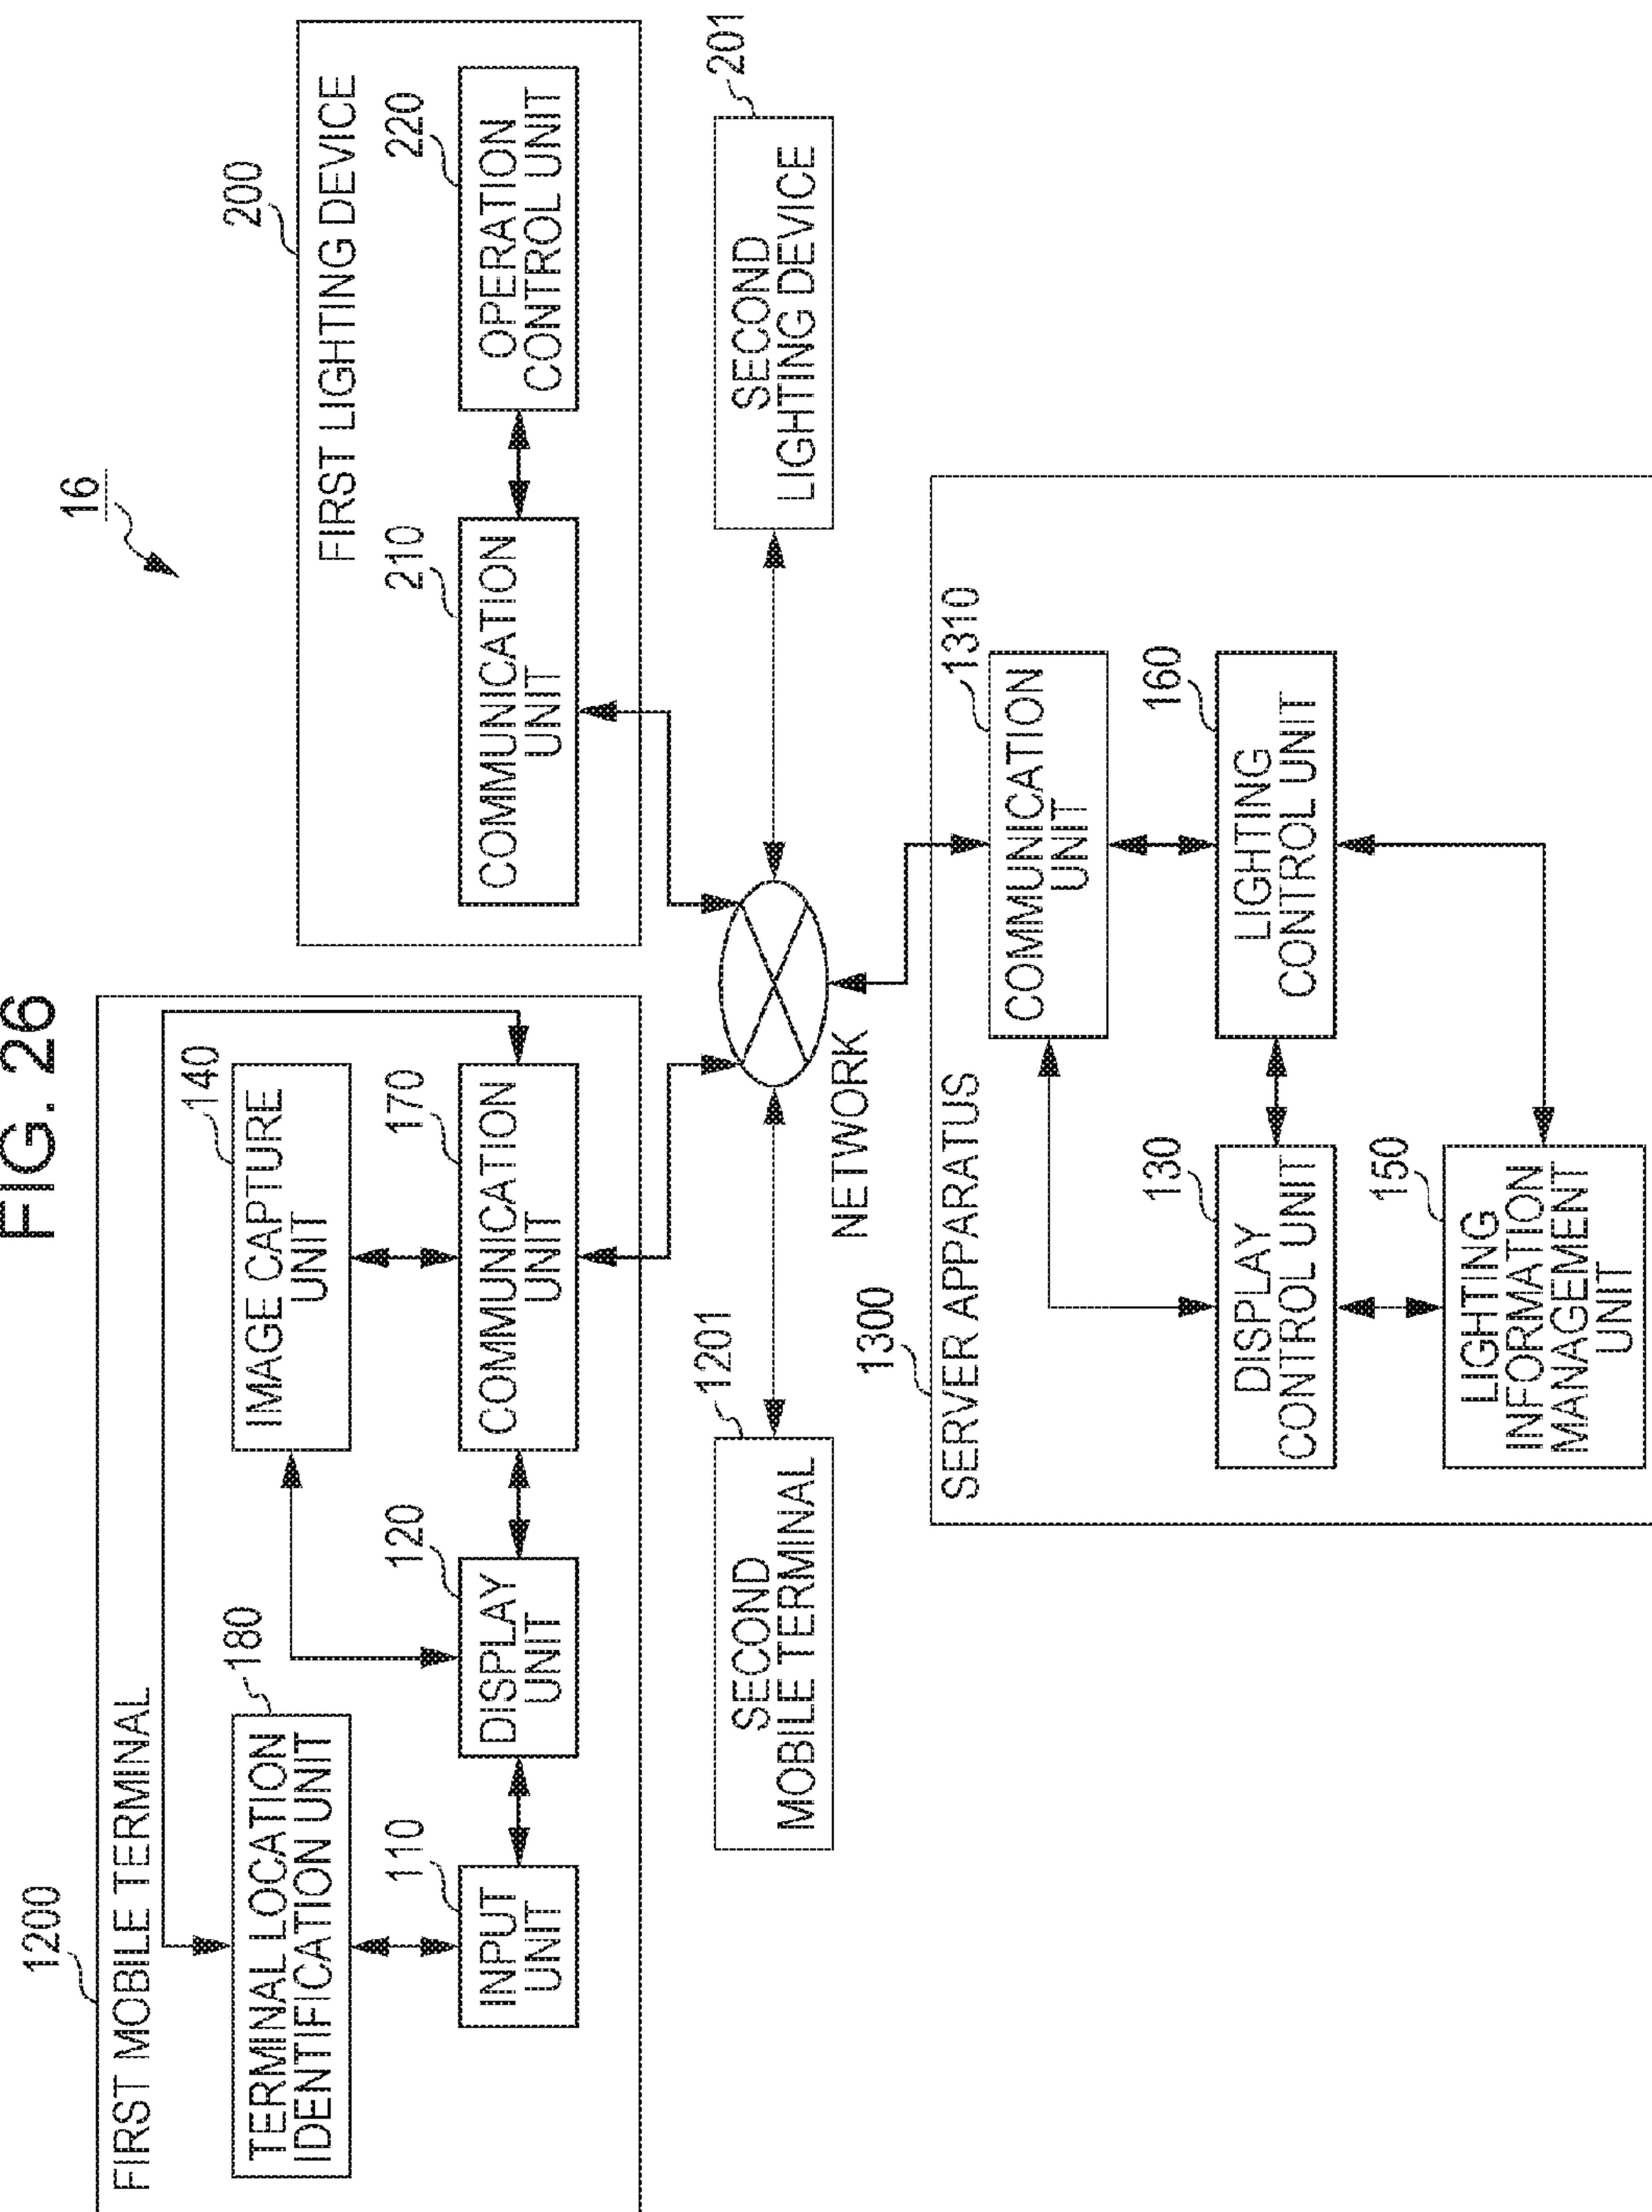 FIG. 26
16
1200
FIRST MOBILE TERMINAL
180
TERMINAL LOCATION
IDENTIFICATION UNIT
140
IMAGE CAPTURE
UNIT
110
INPUT
UNIT
120
DISPLAY
UNIT
170
COMMUNICATION
UNIT
200
FIRST LIGHTING DEVICE
210
COMMUNICATION
UNIT
220
OPERATION
CONTROL UNIT
1201
SECOND
MOBILE TERMINAL
NETWORK
201
SECOND
LIGHTING DEVICE
1300
SERVER APPARATUS
1310
COMMUNICATION
UNIT
130
DISPLAY
CONTROL UNIT
160
LIGHTING
CONTROL UNIT
150
LIGHTING
INFORMATION
MANAGEMENT
UNIT